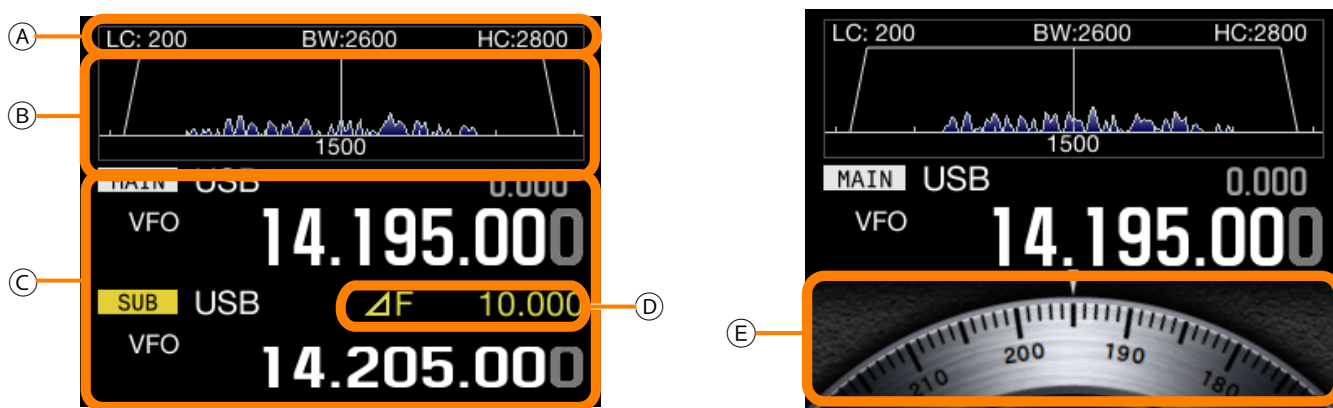 A
LC: 200 BW:2600 HC:2800
B
1500
MAIN USB 0.000
VFO 14.195.000
C
SUB USB ⊿F 10.000
D
VFO 14.205.000
LC: 200 BW:2600 HC:2800
1500
MAIN USB 0.000
VFO 14.195.000
E
210 200 190 180